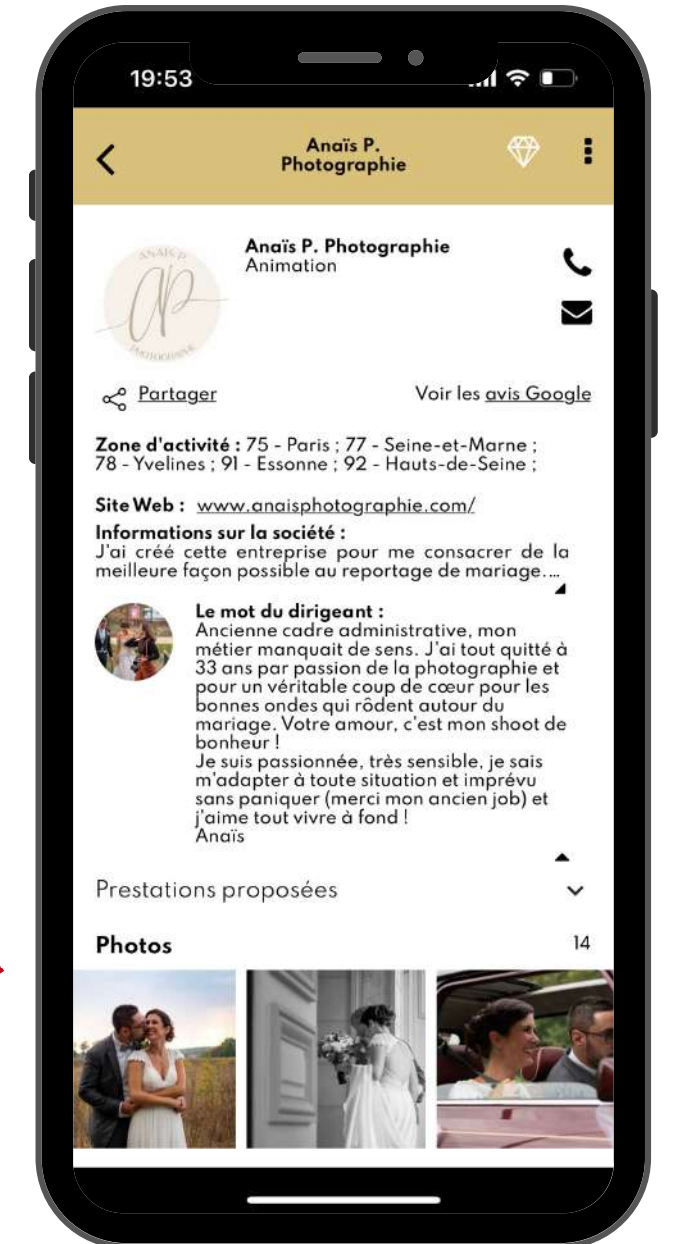 19:53
Anaïs P.
Photographie
ANAÏS P
AP
PHOTOGRAPHIE
Anaïs P. Photographie
Animation
Partager
Voir les avis Google
Zone d'activité : 75 - Paris ; 77 - Seine-et-Marne ;
78 - Yvelines ; 91 - Essonne ; 92 - Hauts-de-Seine ;
Site Web : www.anaisphotographie.com/
Informations sur la société :
J'ai créé cette entreprise pour me consacrer de la
meilleure façon possible au reportage de mariage....
Le mot du dirigeant :
Ancienne cadre administrative, mon
métier manquait de sens. J'ai tout quitté à
33 ans par passion de la photographie et
pour un véritable coup de cœur pour les
bonnes ondes qui rôdent autour du
mariage. Votre amour, c'est mon shoot de
bonheur !
Je suis passionnée, très sensible, je sais
m'adapter à toute situation et imprévu
sans paniquer (merci mon ancien job) et
j'aime tout vivre à fond !
Anaïs
Prestations proposées
Photos 14